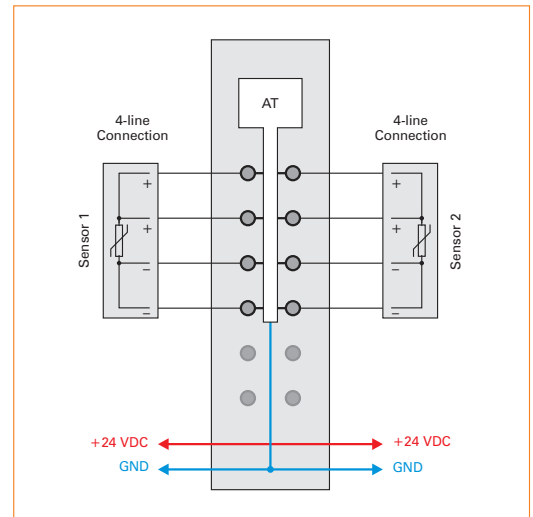 AT
4-line
Connection
4-line
Connection
Sensor 1
+
+
−
−
+
+
−
−
Sensor 2
+24 VDC
+24 VDC
GND
GND